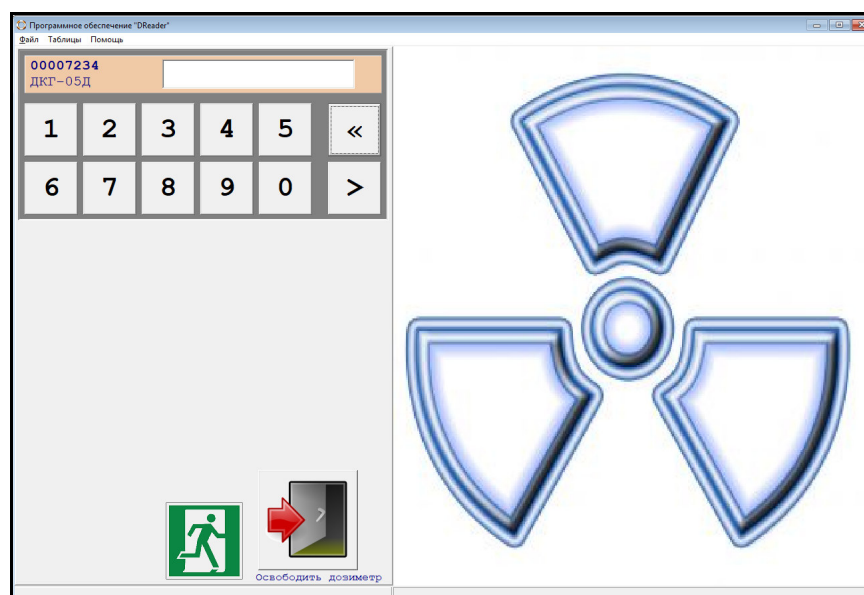 Программное обеспечение "DReader"
Файл Таблицы Помощь
00007234
ДКГ-05Д
1 2 3 4 5 «
6 7 8 9 0 >
Освободить дозиметр